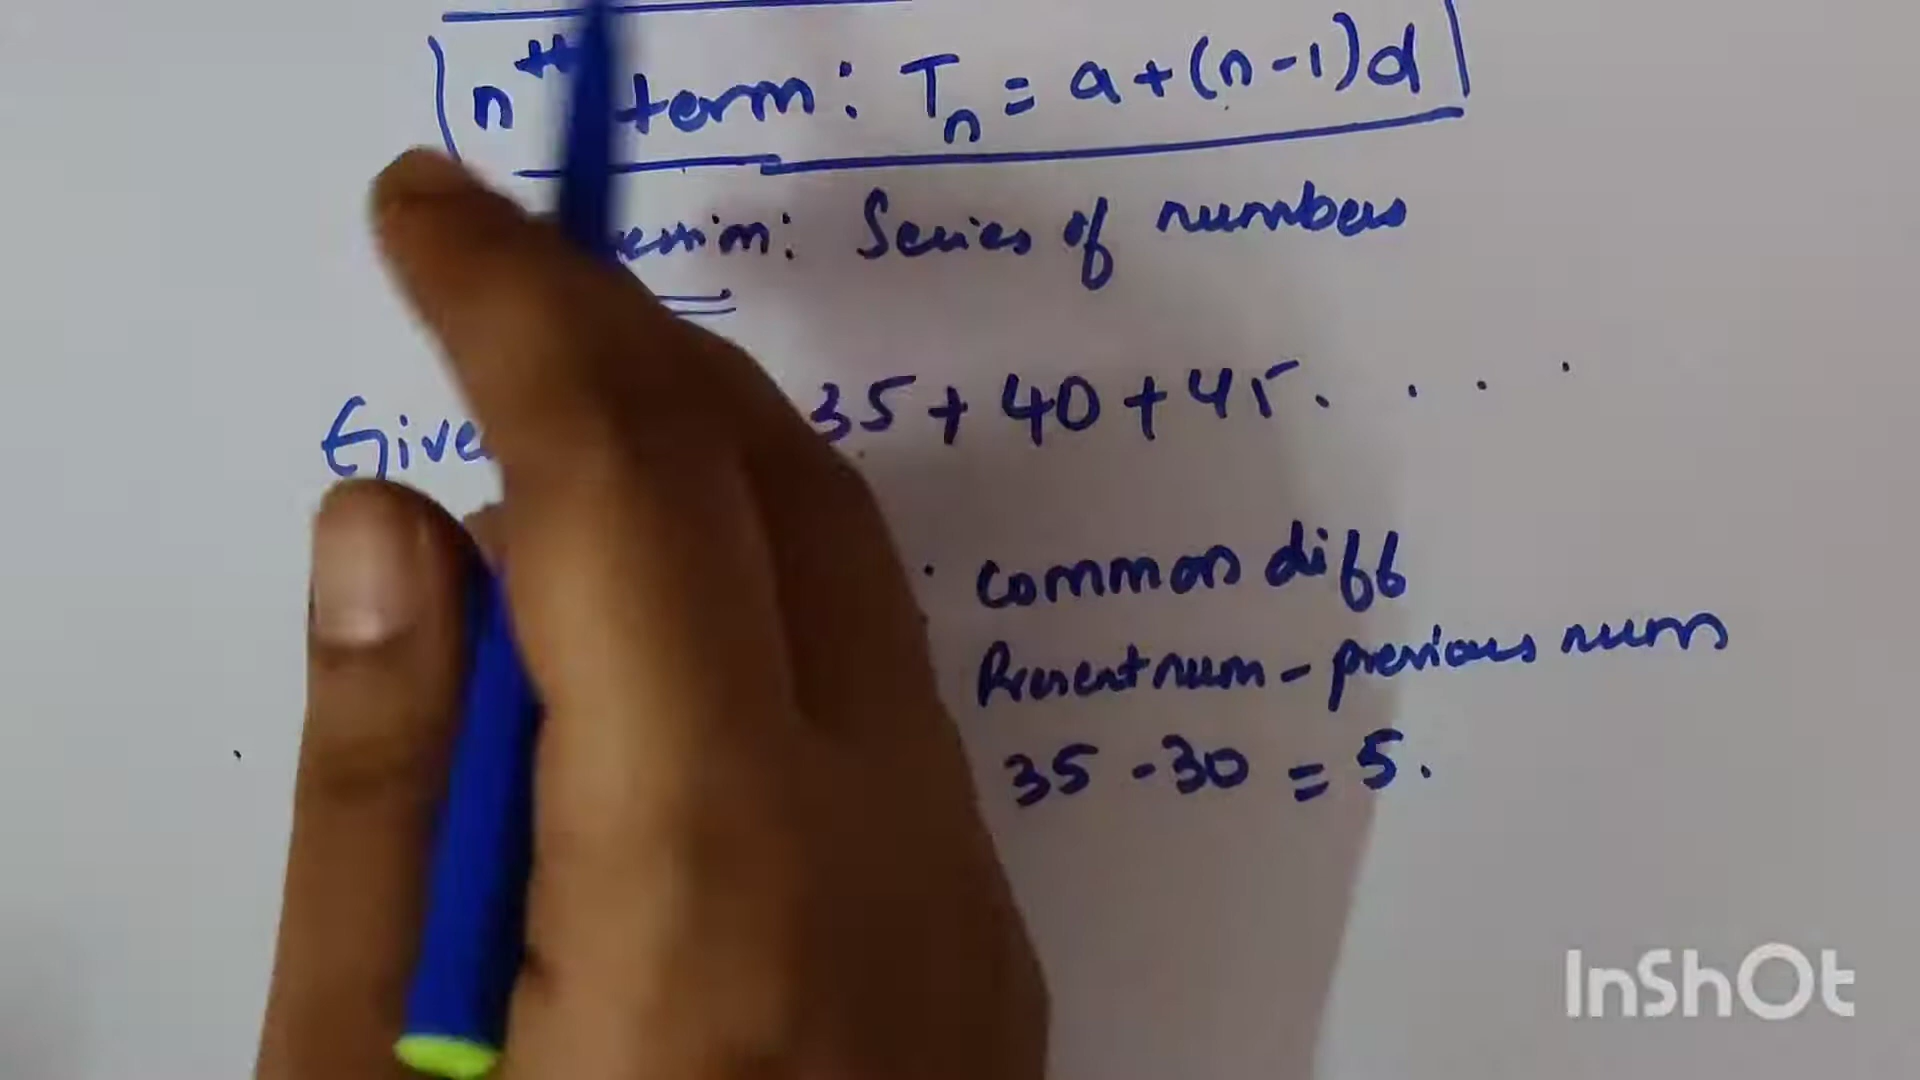 nth term: Tn = a+(n-1)d
Series of numbers
35 + 40 + 45. . . .
: common diff
Present num - previous num
35 - 30 = 5.
InShOt